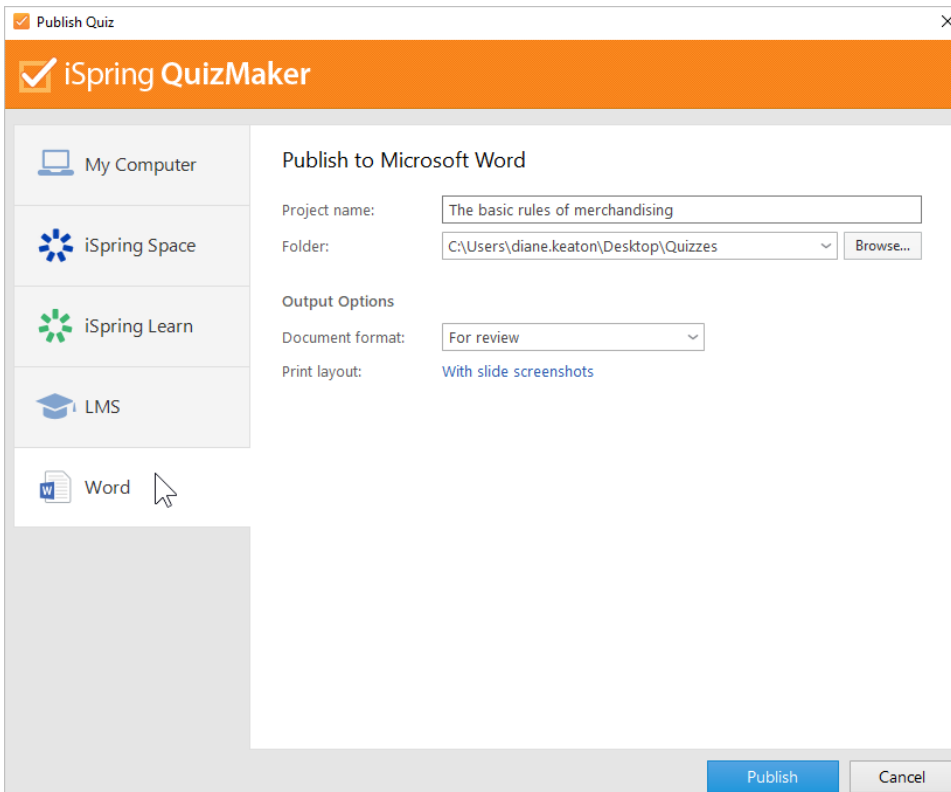 Publish Quiz
iSpring QuizMaker
My Computer
iSpring Space
iSpring Learn
LMS
Word
Publish to Microsoft Word
Project name: The basic rules of merchandising
Folder: C:\Users\diane.keaton\Desktop\Quizzes Browse...
Output Options
Document format: For review
Print layout: With slide screenshots
Publish Cancel